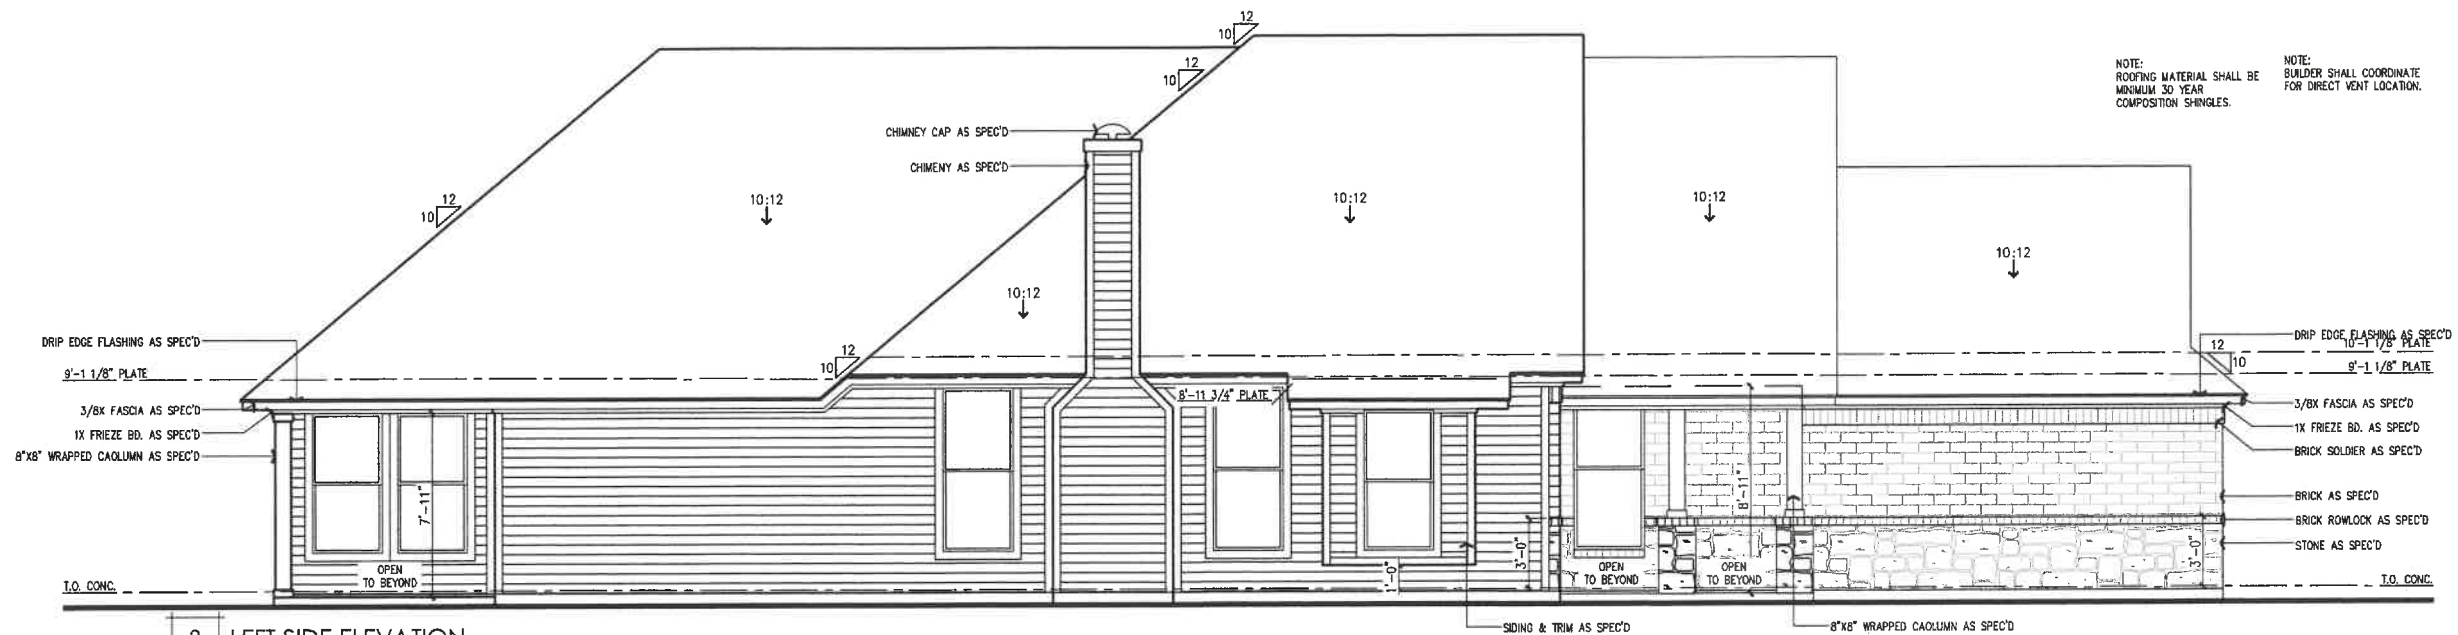 12
10
12
10
NOTE:
ROOFING MATERIAL SHALL BE
MINIMUM 30 YEAR
COMPOSITION SHINGLES.
NOTE:
BUILDER SHALL COORDINATE
FOR DIRECT VENT LOCATION.
CHIMNEY CAP AS SPEC'D
CHIMENY AS SPEC'D
12
10
10:12
10:12
10:12
10:12
10:12
DRIP EDGE FLASHING AS SPEC'D
9'-1 1/8" PLATE
3/8X FASCIA AS SPEC'D
1X FRIEZE BD. AS SPEC'D
8"X8" WRAPPED CAOLUMN AS SPEC'D
T.O. CONC.
12
10
8'-11 3/4" PLATE
7'-11"
OPEN
TO BEYOND
1'-0"
3'-0"
8'-11"
OPEN
TO BEYOND
OPEN
TO BEYOND
3'-0"
DRIP EDGE FLASHING AS SPEC'D
10'-1 1/8" PLATE
12
10
9'-1 1/8" PLATE
3/8X FASCIA AS SPEC'D
1X FRIEZE BD. AS SPEC'D
BRICK SOLDIER AS SPEC'D
BRICK AS SPEC'D
BRICK ROWLOCK AS SPEC'D
STONE AS SPEC'D
T.O. CONC.
SIDING & TRIM AS SPEC'D
8"X8" WRAPPED CAOLUMN AS SPEC'D
LEFT SIDE ELEVATION